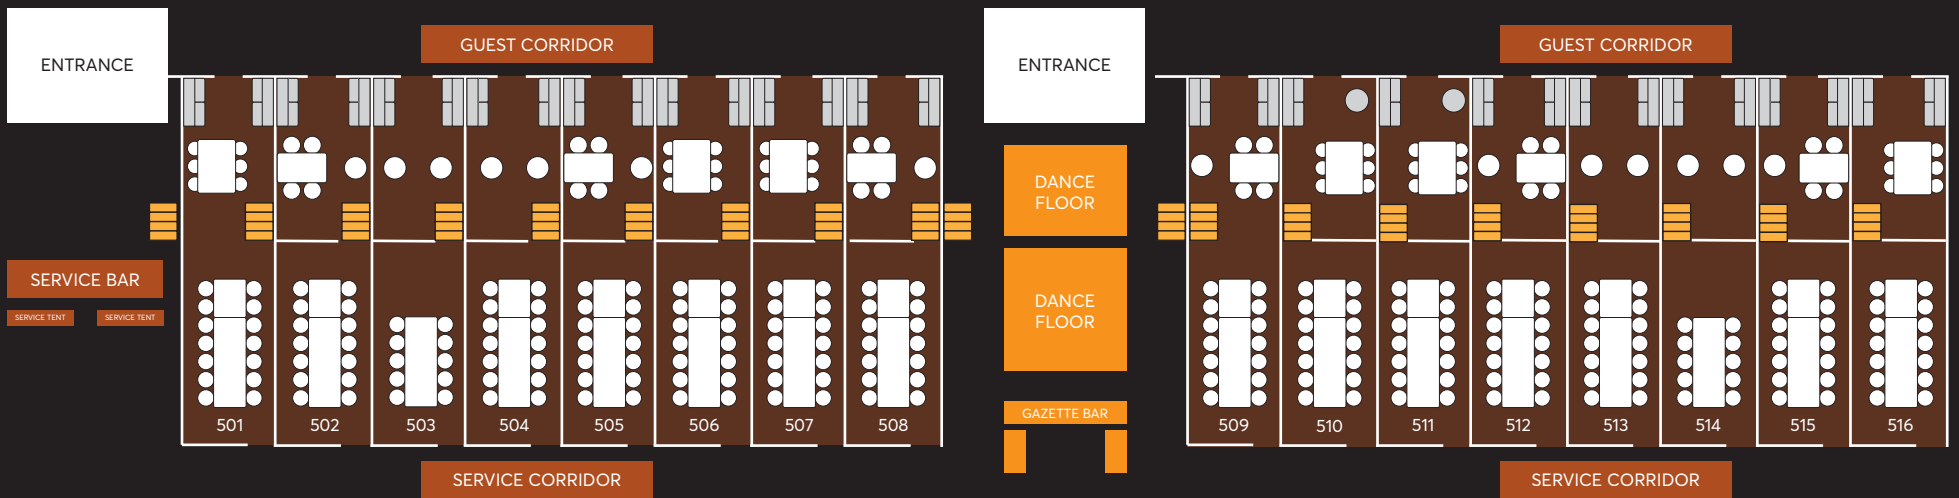 ENTRANCE
GUEST CORRIDOR
ENTRANCE
GUEST CORRIDOR
DANCE
FLOOR
SERVICE BAR
SERVICE TENT
SERVICE TENT
DANCE
FLOOR
GAZETTE BAR
501
502
503
504
505
506
507
508
509
510
511
512
513
514
515
516
SERVICE CORRIDOR
SERVICE CORRIDOR